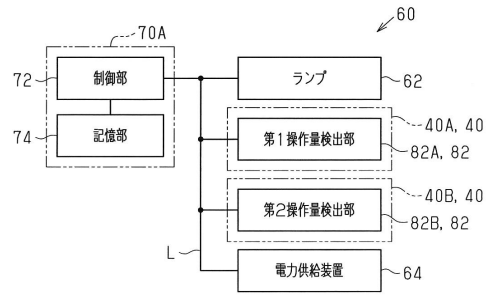 60
70A
72
制御部
ランプ
62
40A, 40
74
記憶部
第1操作量検出部
82A, 82
40B, 40
第2操作量検出部
82B, 82
L
電力供給装置
64